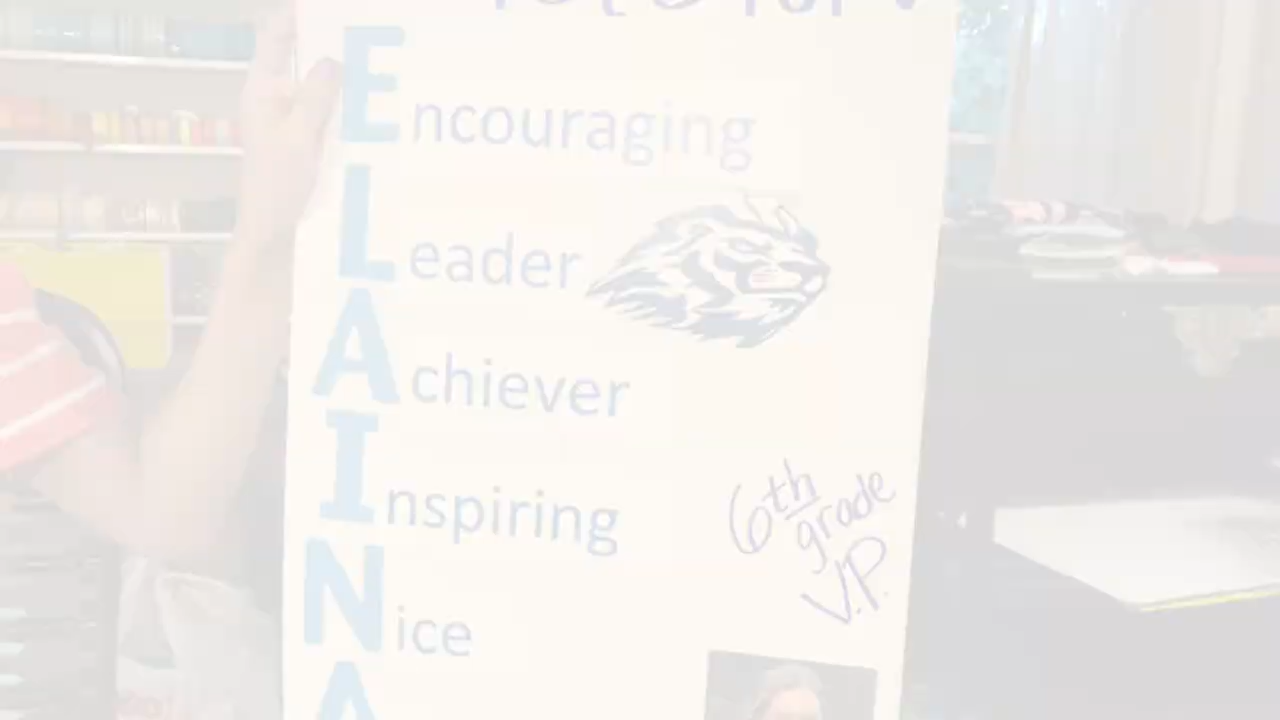 Encouraging
Leader
Achiever
Inspiring
Nice
A
6th
grade
V.P.